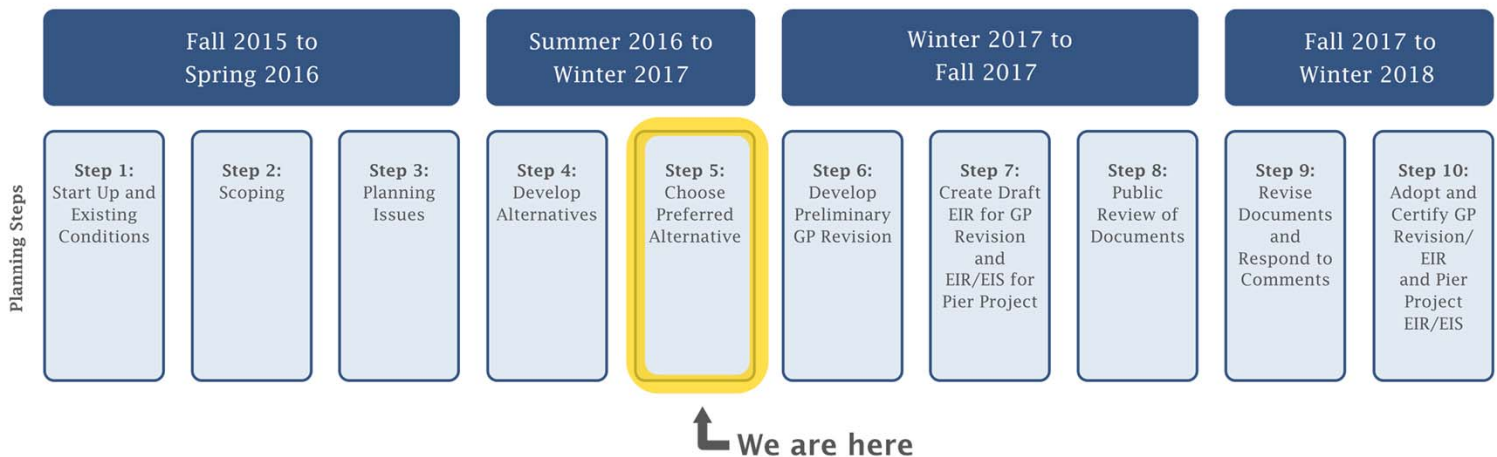 Fall 2015 to
Spring 2016
Summer 2016 to
Winter 2017
Winter 2017 to
Fall 2017
Fall 2017 to
Winter 2018
Planning Steps
Step 1:
Start Up and
Existing
Conditions
Step 2:
Scoping
Step 3:
Planning
Issues
Step 4:
Develop
Alternatives
Step 5:
Choose
Preferred
Alternative
Step 6:
Develop
Preliminary
GP Revision
Step 7:
Create Draft
EIR for GP
Revision
and
EIR/EIS for
Pier Project
Step 8:
Public
Review of
Documents
Step 9:
Revise
Documents
and
Respond to
Comments
Step 10:
Adopt and
Certify GP
Revision/
EIR
and Pier
Project
EIR/EIS
We are here